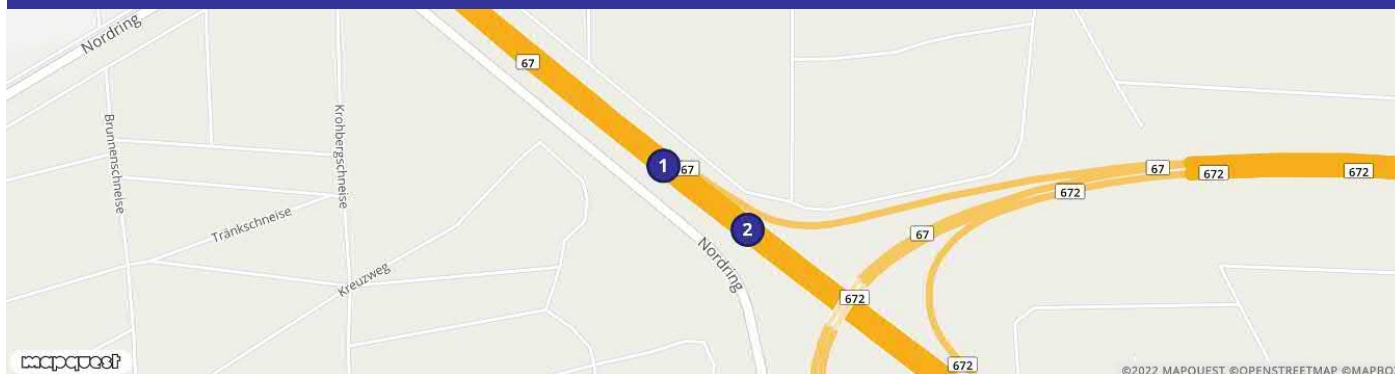 Nordring
67
Krohbergschneise
Brunnenschneise
1
67
67
672
672
672
Tränkschneise
2
67
Nordring
Kreuzweg
672
672
mapquest
©2022 MAPQUEST ©OPENSTREETMAP ©MAPBO